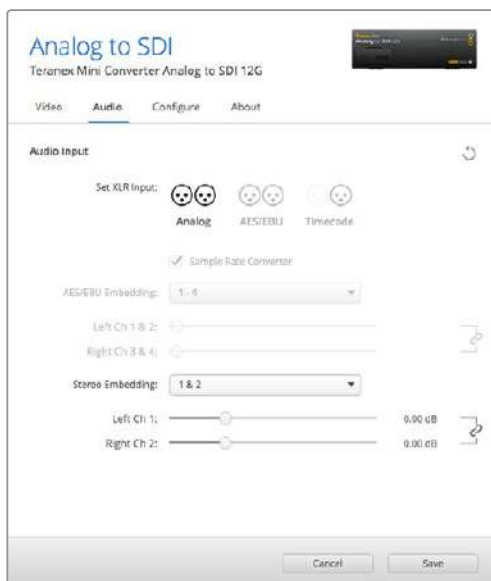 Analog to SDI
Teranex Mini Converter Analog to SDI 12G
Video Audio Configure About
Audio Input
Set XLR Input:
Analog AES/EBU Timecode
Sample Rate Converter
AES/EBU Embedding: 1 - 4
Left Ch 1 & 2:
Right Ch 3 & 4:
Stereo Embedding: 1 & 2
Left Ch 1: 0.00 dB
Right Ch 2: 0.00 dB
Cancel Save